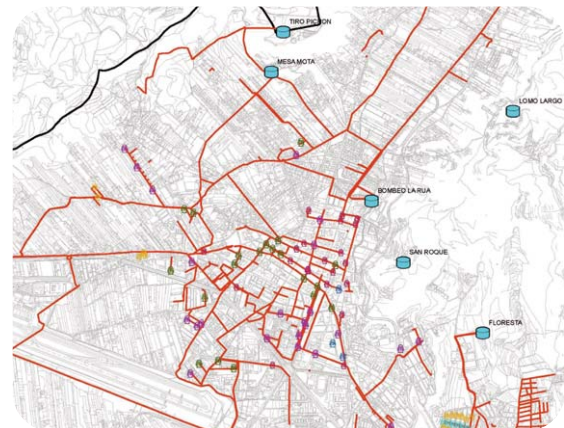 TIRO PICHON
MESA MOTA
LOMO LARGO
BOMBEO LA RUA
SAN ROQUE
FLORESTA